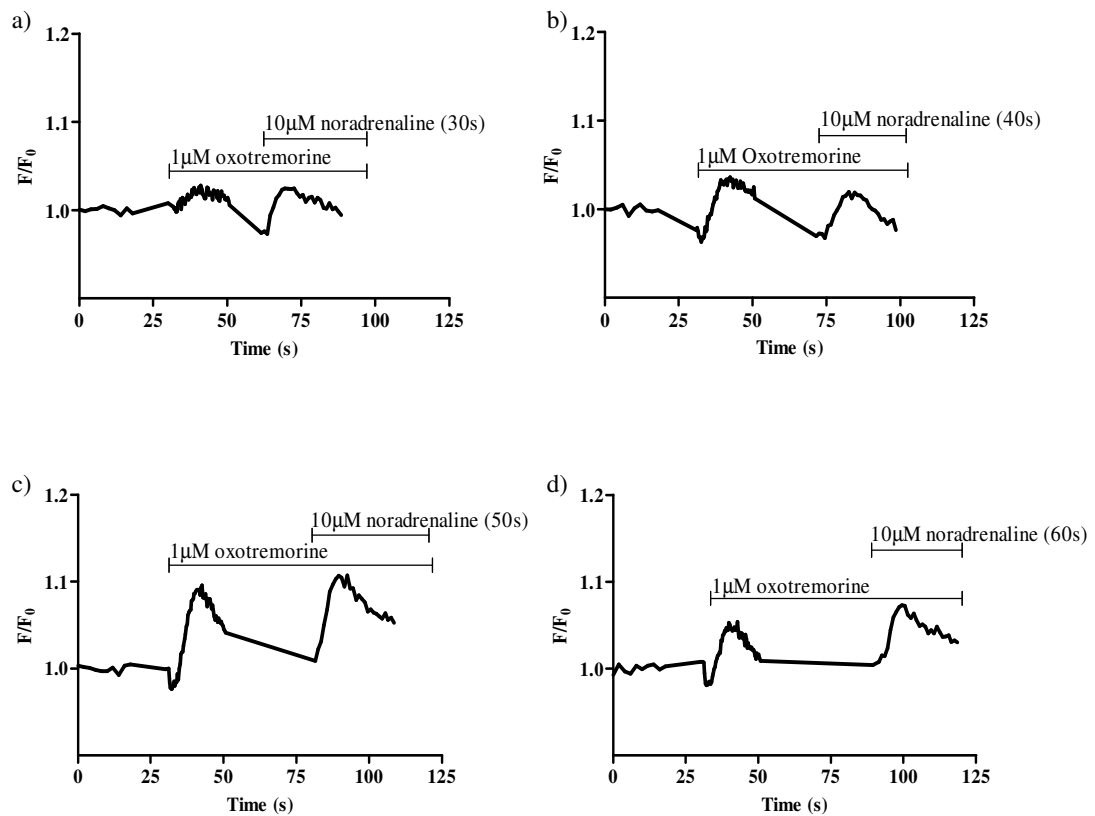 a)
1.2
1.1
1.0
F/F0
10μM noradrenaline (30s)
1μM oxotremorine
0 25 50 75 100 125
Time (s)
b)
1.2
1.1
1.0
F/F0
10μM noradrenaline (40s)
1μM Oxotremorine
0 25 50 75 100 125
Time (s)
c)
1.2
1.1
1.0
F/F0
10μM noradrenaline (50s)
1μM oxotremorine
0 25 50 75 100 125
Time (s)
d)
1.2
1.1
1.0
F/F0
10μM noradrenaline (60s)
1μM oxotremorine
0 25 50 75 100 125
Time (s)